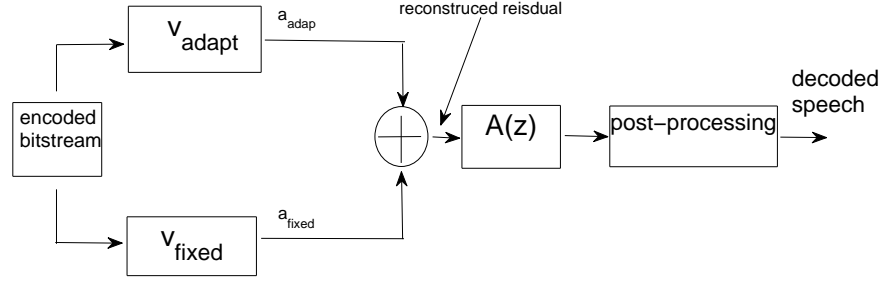 reconstruced reisdual
v_adapt
a_adap
encoded
bitstream
A(z)
post−processing
decoded
speech
v_fixed
a_fixed